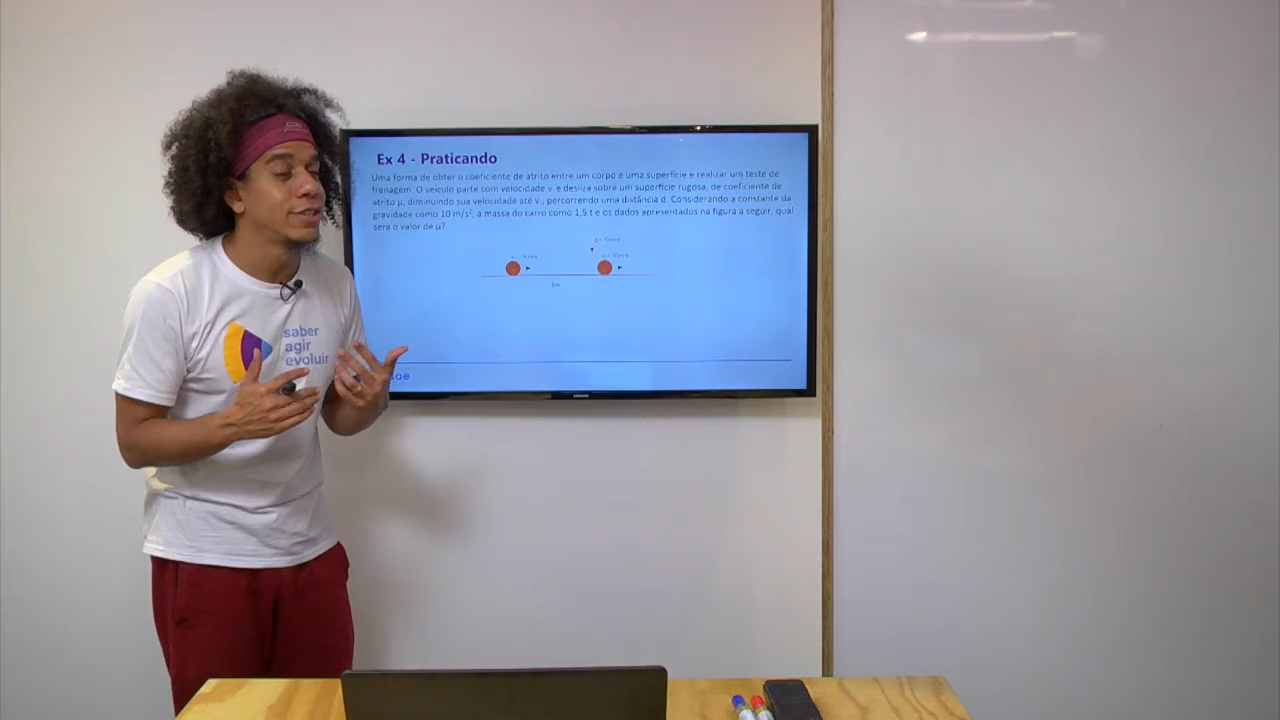 Ex 4 - Praticando
Uma forma de obter o coeficiente de atrito entre um corpo e uma superfície e realizar um teste de
frenagem. O veículo parte com velocidade v. e desliza sobre um superfície rugosa, de coeficiente de
atrito μ, diminuindo sua velocidade até v., percorrendo uma distância d. Considerando a constante da
gravidade como 10 m/s², a massa do carro como 1,5 t e os dados apresentados na figura a seguir, qual
sera o valor de μ?
saber
agir
evoluir